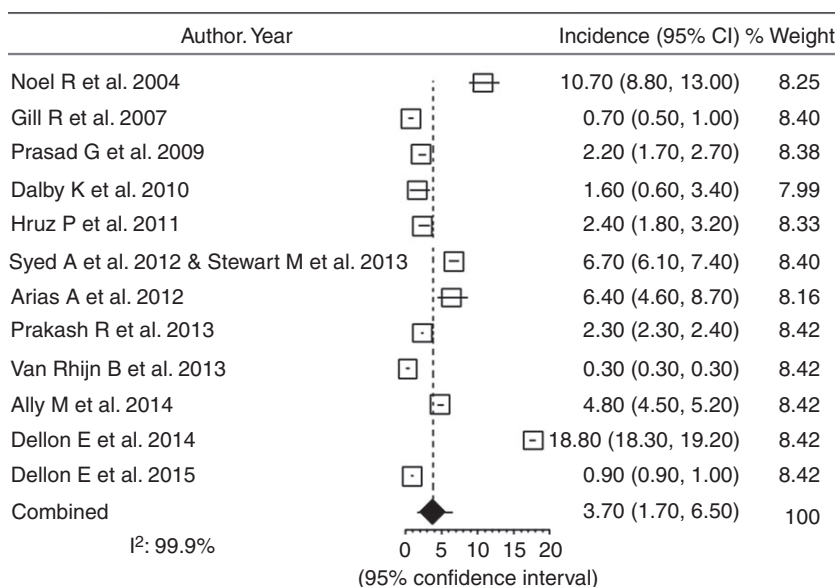 Author. Year Incidence (95% CI) % Weight
Noel R et al. 2004 10.70 (8.80, 13.00) 8.25
Gill R et al. 2007 0.70 (0.50, 1.00) 8.40
Prasad G et al. 2009 2.20 (1.70, 2.70) 8.38
Dalby K et al. 2010 1.60 (0.60, 3.40) 7.99
Hruz P et al. 2011 2.40 (1.80, 3.20) 8.33
Syed A et al. 2012 & Stewart M et al. 2013 6.70 (6.10, 7.40) 8.40
Arias A et al. 2012 6.40 (4.60, 8.70) 8.16
Prakash R et al. 2013 2.30 (2.30, 2.40) 8.42
Van Rhijn B et al. 2013 0.30 (0.30, 0.30) 8.42
Ally M et al. 2014 4.80 (4.50, 5.20) 8.42
Dellon E et al. 2014 18.80 (18.30, 19.20) 8.42
Dellon E et al. 2015 0.90 (0.90, 1.00) 8.42
Combined 3.70 (1.70, 6.50) 100
I²: 99.9%
0 5 10 15 20
(95% confidence interval)